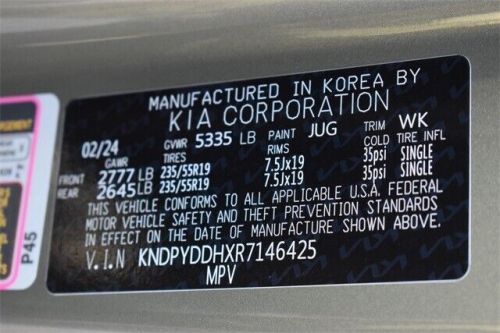 MANUFACTURED IN KOREA BY
KIA CORPORATION
02/24 GVWR 5335 LB PAINT JUG TRIM WK
GAWR TIRES RIMS COLD TIRE INFL
FRONT 2777 LB 235/55R19 7.5Jx19 35psi SINGLE
REAR 2645 LB 235/55R19 7.5Jx19 35psi SINGLE
THIS VEHICLE CONFORMS TO ALL APPLICABLE U.S.A. FEDERAL
MOTOR VEHICLE SAFETY AND THEFT PREVENTION STANDARDS
IN EFFECT ON THE DATE OF MANUFACTURE SHOWN ABOVE.
V.I.N KNDPYDDHXR7146425
MPV
P45